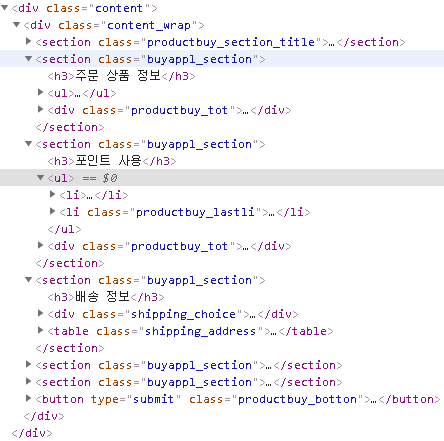 ▼<div class="content">
▼<div class="content_wrap">
▶<section class="productbuy_section_title">…</section>
▼<section class="buyappl_section">
<h3>주문 상품 정보</h3>
▶<ul>…</ul>
▶<div class="productbuy_tot">…</div>
</section>
▼<section class="buyappl_section">
<h3>포인트 사용</h3>
▼<ul> == $0
▶<li>…</li>
▶<li class="productbuy_lastli">…</li>
</ul>
▶<div class="productbuy_tot">…</div>
</section>
▼<section class="buyappl_section">
<h3>배송 정보</h3>
▶<div class="shipping_choice">…</div>
▶<table class="shipping_address">…</table>
</section>
▶<section class="buyappl_section">…</section>
▶<section class="buyappl_section">…</section>
▶<button type="submit" class="productbuy_botton">…</button>
</div>
</div>